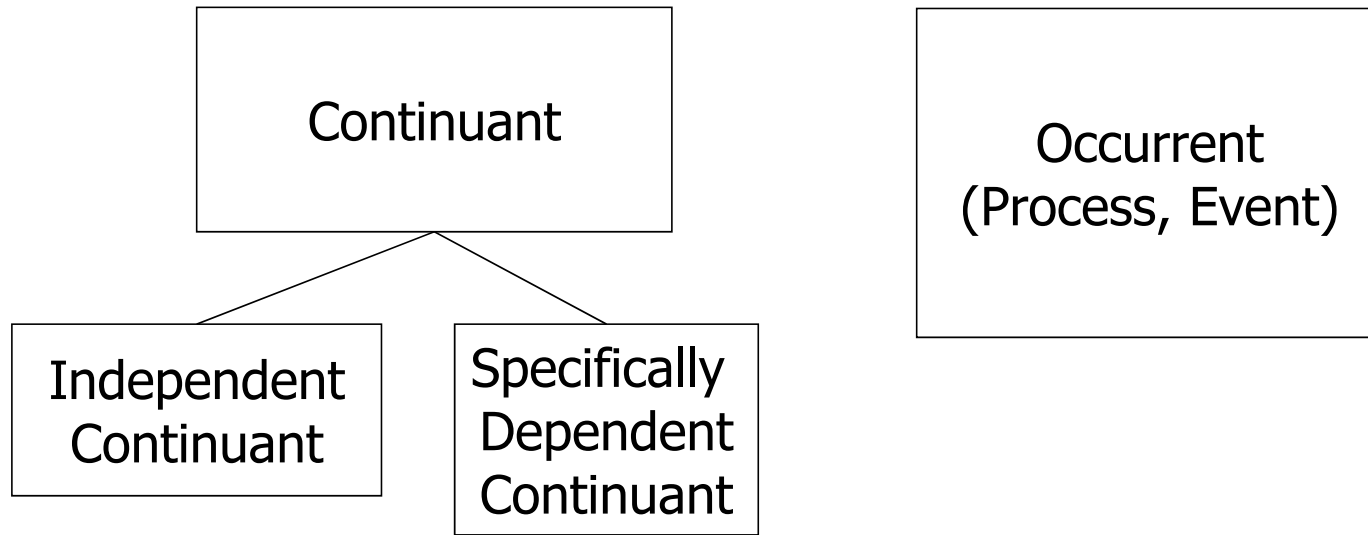 Continuant
Occurrent
(Process, Event)
Independent
Continuant
Specifically
Dependent
Continuant